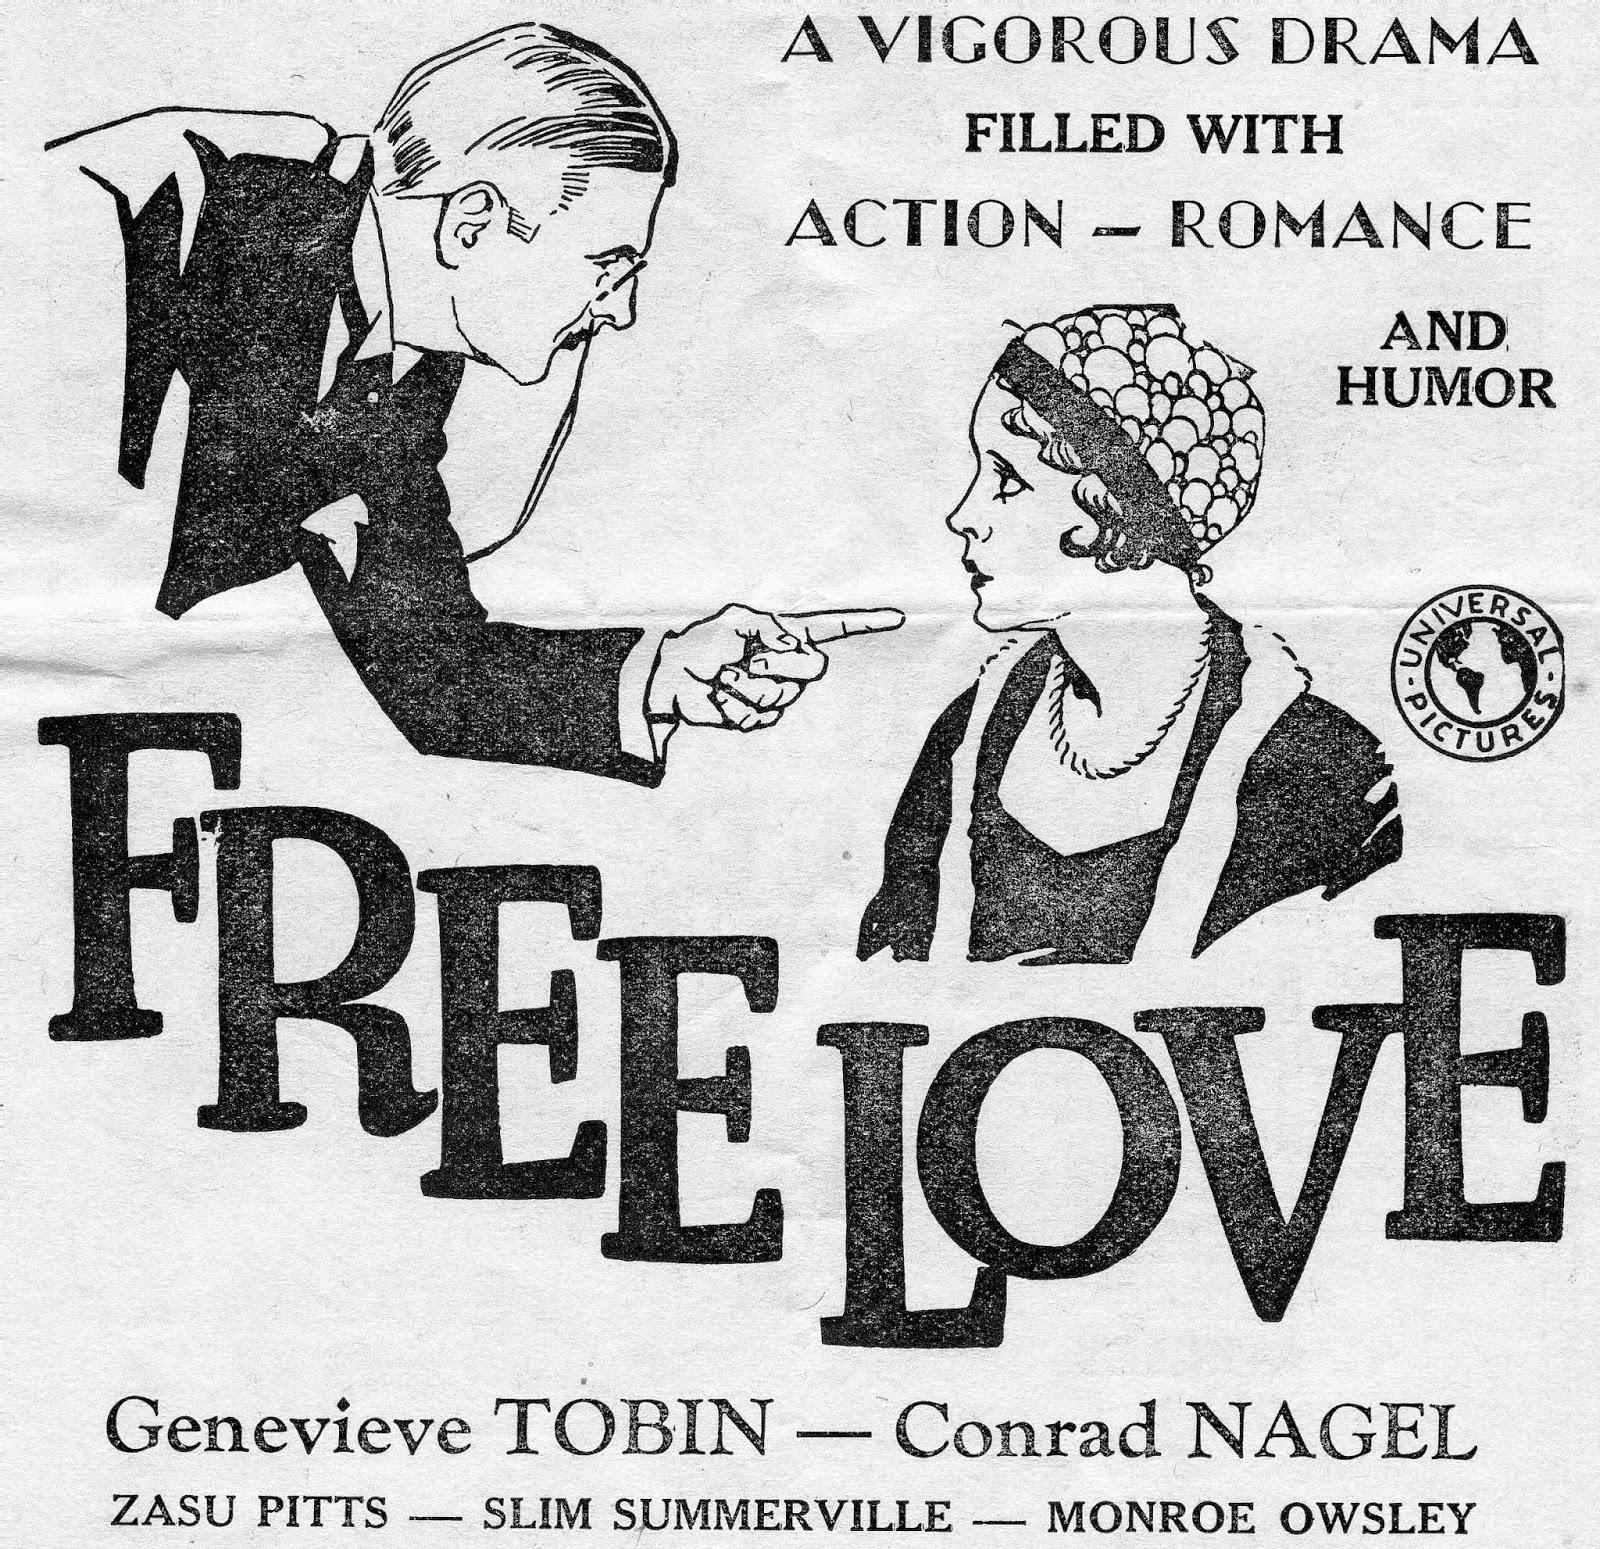 A VIGOROUS DRAMA
FILLED WITH
ACTION – ROMANCE
AND
HUMOR
UNIVERSAL
PICTURES
FREE LOVE
Genevieve TOBIN — Conrad NAGEL
ZASU PITTS — SLIM SUMMERVILLE — MONROE OWSLEY